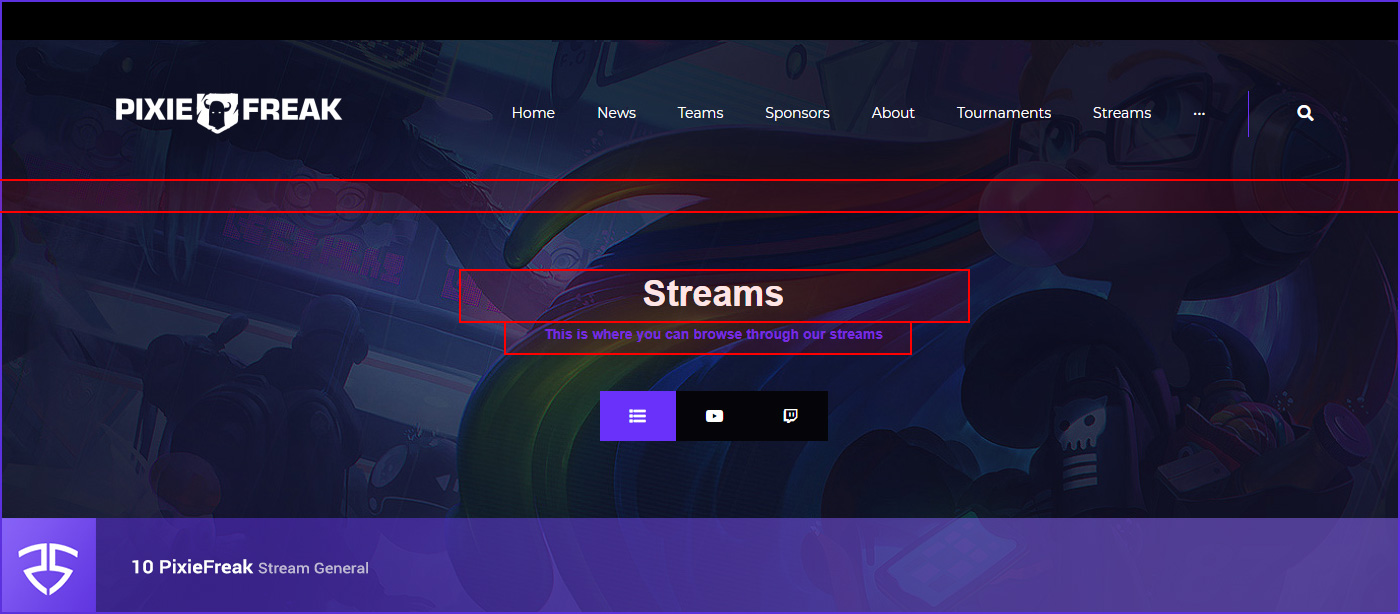 PIXIE FREAK
Home News Teams Sponsors About Tournaments Streams ...
Streams
This is where you can browse through our streams
10 PixieFreak Stream General